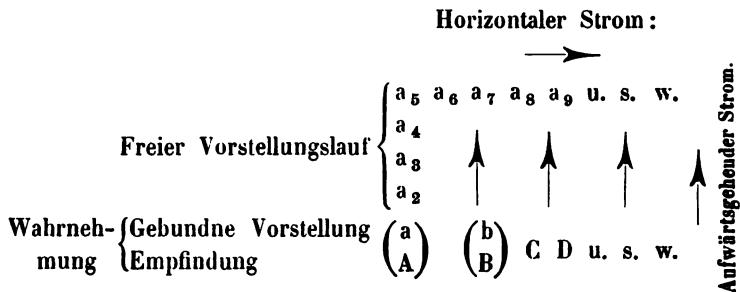 Horizontaler Strom:
a5 a6 a7 a8 a9 u. s. w.
a4
Freier Vorstellungslauf
a3
a2
Wahrneh- Gebundne Vorstellung (a) (b)
mung Empfindung (A) (B) C D u. s. w.
Aufwärtsgehender Strom.